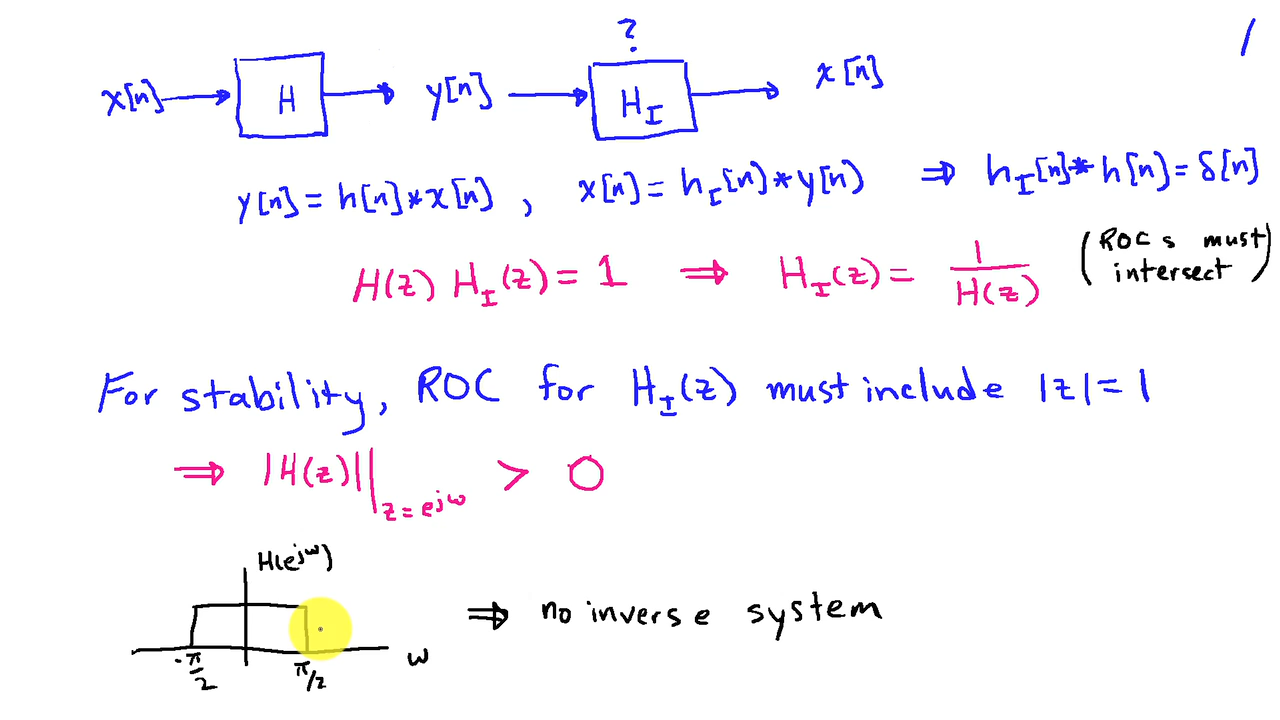 ?
x[n] → H → y[n] → H_I → x[n]
/
y[n] = h[n]*x[n] , x[n] = h_I[n]*y[n) ⇒ h_I[n]*h[n] = δ[n]
H(z) H_I(z) = 1 ⇒ H_I(z) = 1/H(z) (ROCs must
intersect)
For stability, ROC for H_I(z) must include |z| = 1
⇒ |H(z)||_{z=e^{jω}} > 0
H(e^{jω})
⇒ no inverse system
-π/2 π/2 ω